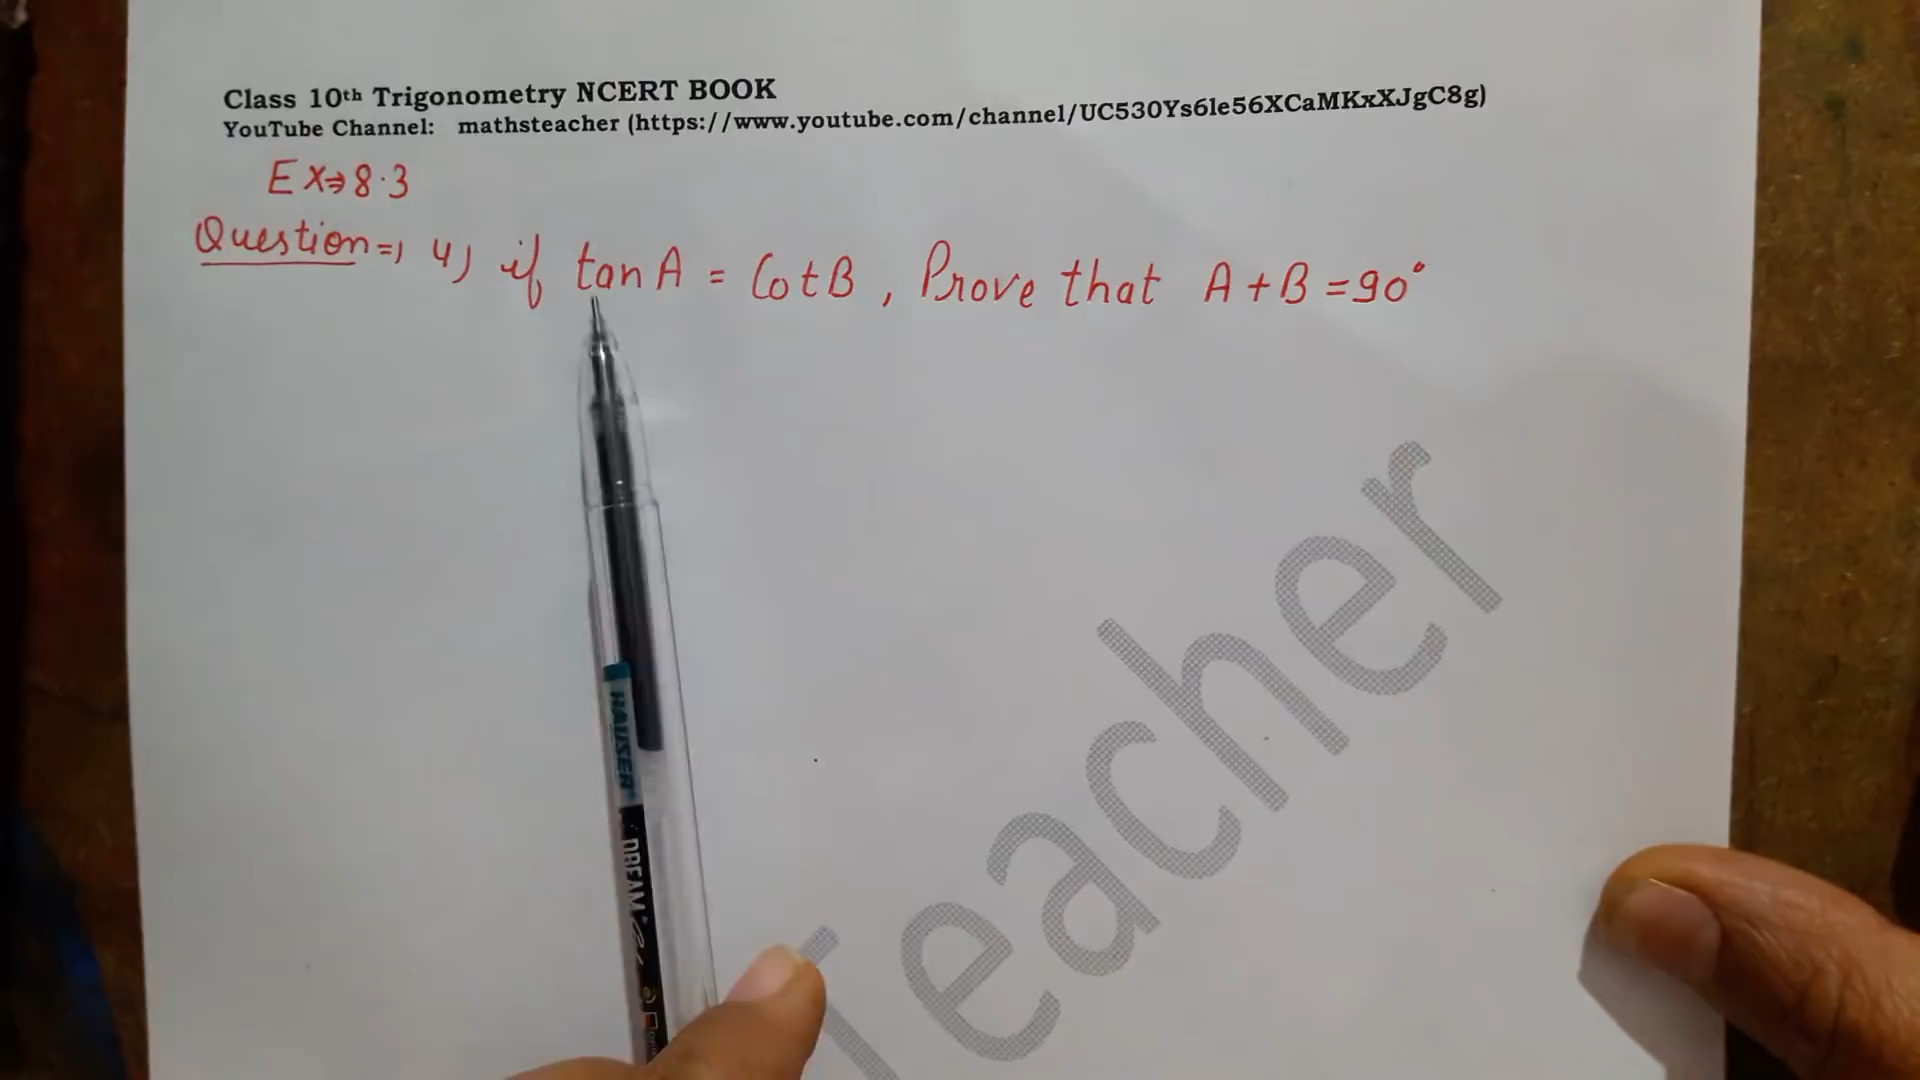 Class 10th Trigonometry NCERT BOOK
YouTube Channel: mathsteacher (https://www.youtube.com/channel/UC530Ys6le56XCaMKxXJgC8g)
EX⇒8.3
Question⇒ 4) if tan A = Cot B , Prove that A + B = 90°
Teacher
HAUSER
DREAM